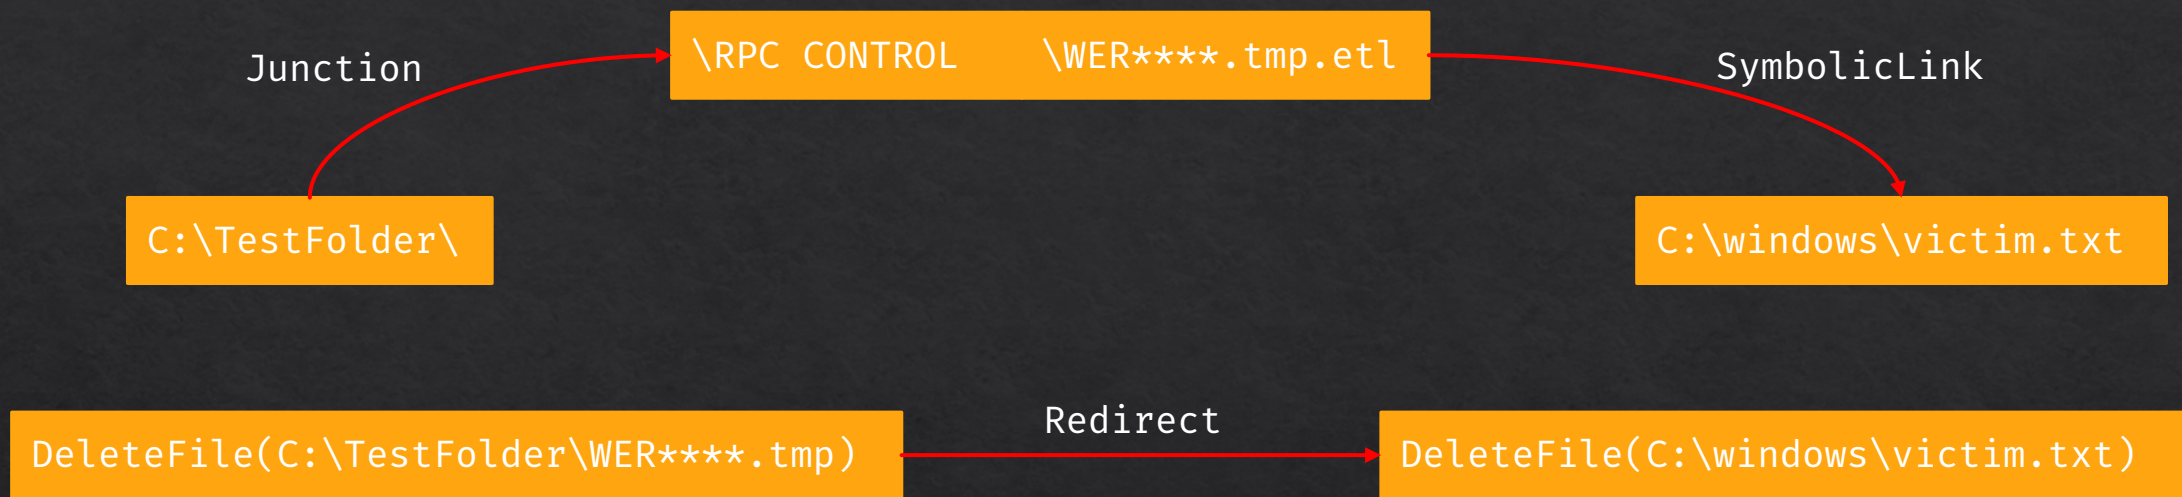 Junction
\RPC CONTROL    \WER****.tmp.etl
SymbolicLink
C:\TestFolder\
C:\windows\victim.txt
Redirect
DeleteFile(C:\TestFolder\WER****.tmp)
DeleteFile(C:\windows\victim.txt)